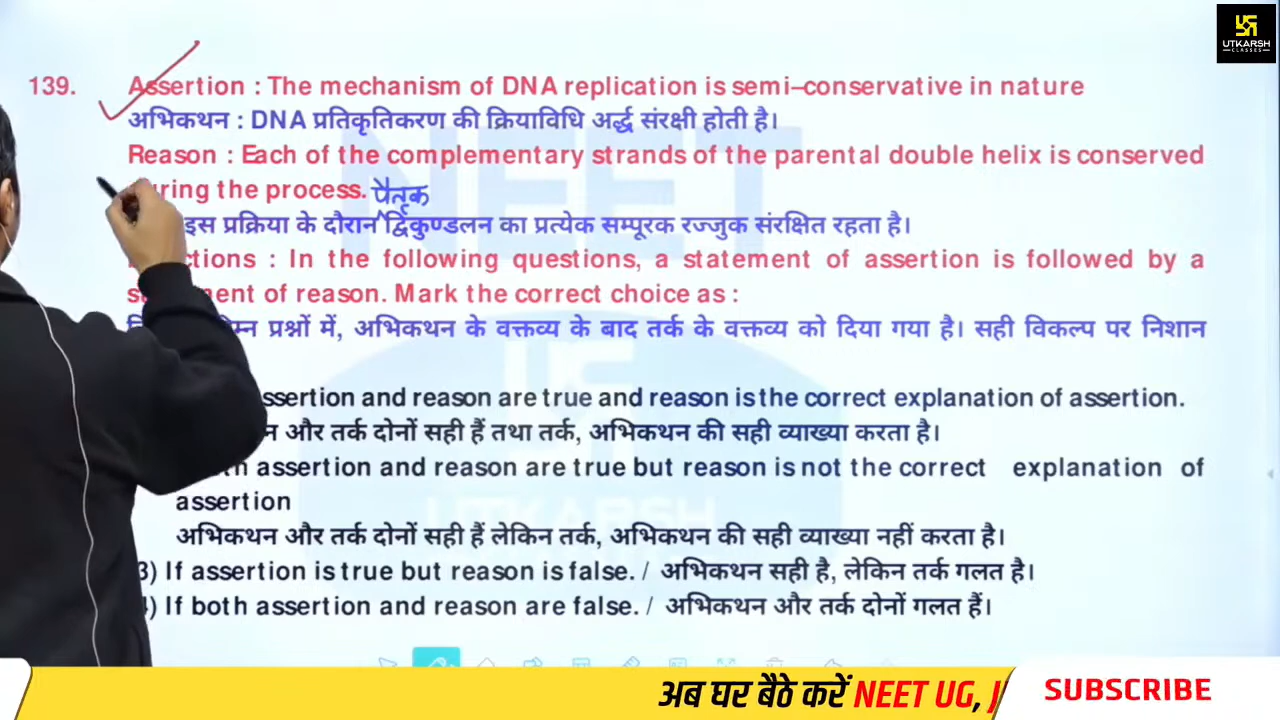 UTKARSH
CLASSES
139. Assertion : The mechanism of DNA replication is semi–conservative in nature
अभिकथन : DNA प्रतिकृतिकरण की क्रियाविधि अर्द्ध संरक्षी होती है।
Reason : Each of the complementary strands of the parental double helix is conserved
the process. पैतृक
इस प्रक्रिया के दौरान ^ द्विकुण्डलन का प्रत्येक सम्पूरक रज्जुक संरक्षित रहता है।
: In the following questions, a statement of assertion is followed by a
of reason. Mark the correct choice as :
प्रश्नों में, अभिकथन के वक्तव्य के बाद तर्क के वक्तव्य को दिया गया है। सही विकल्प पर निशान
assertion and reason are true and reason is the correct explanation of assertion.
और तर्क दोनों सही हैं तथा तर्क, अभिकथन की सही व्याख्या करता है।
assertion and reason are true but reason is not the correct explanation of
assertion
अभिकथन और तर्क दोनों सही हैं लेकिन तर्क, अभिकथन की सही व्याख्या नहीं करता है।
3) If assertion is true but reason is false. / अभिकथन सही है, लेकिन तर्क गलत है।
4) If both assertion and reason are false. / अभिकथन और तर्क दोनों गलत हैं।
NEET
UTKARSH
अब घर बैठे करें NEET UG,
SUBSCRIBE